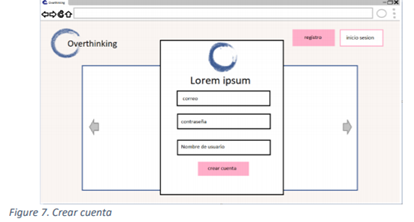 Overthinking
Overthinking
registro
inicio sesion
Lorem ipsum
correo
contraseña
Nombre de usuario
crear cuenta
Figure 7. Crear cuenta